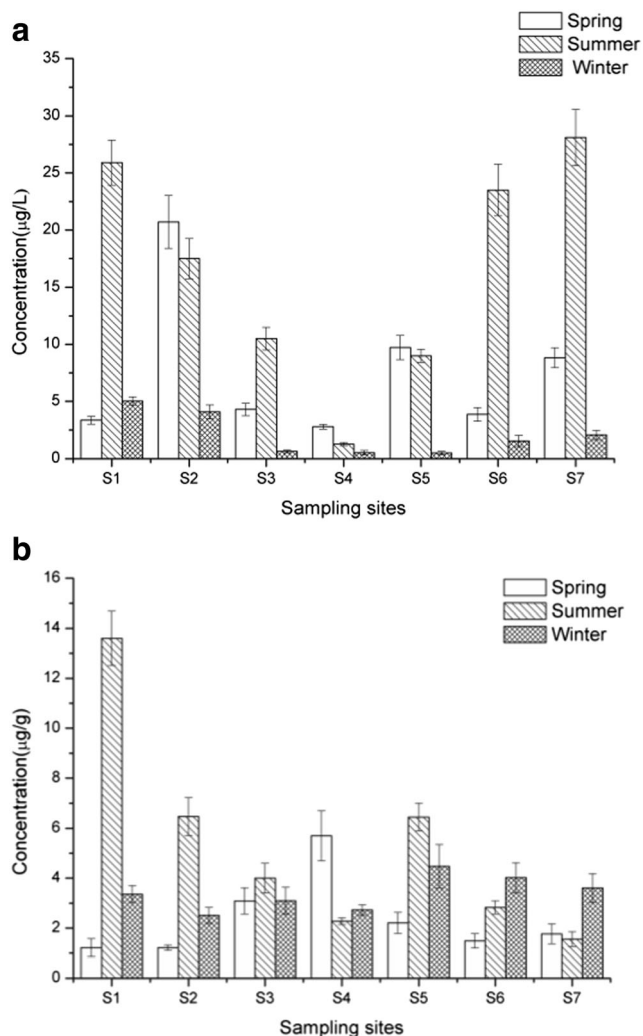 a
Spring
Summer
Winter
35
30
25
20
15
10
5
0
Concentration(μg/L)
S1 S2 S3 S4 S5 S6 S7
Sampling sites
b
Spring
Summer
Winter
16
14
12
10
8
6
4
2
0
Concentration(μg/g)
S1 S2 S3 S4 S5 S6 S7
Sampling sites